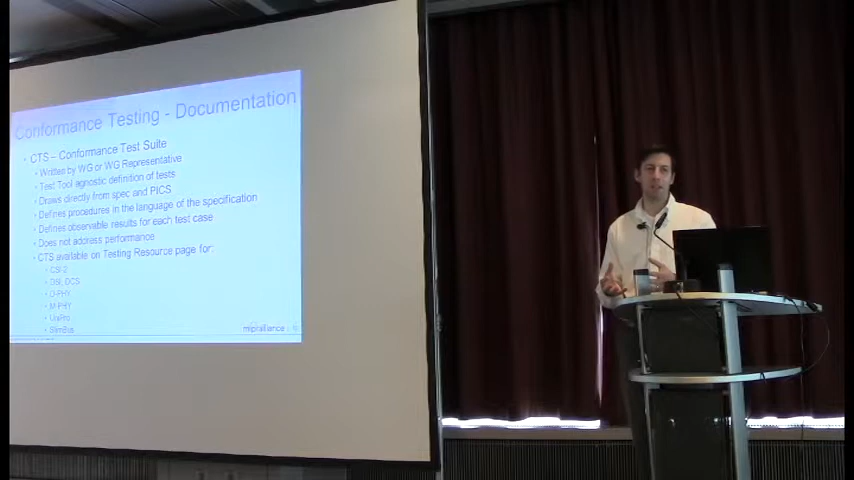 Conformance Testing - Documentation
• CTS – Conformance Test Suite
• Written by WG or WG Representative
• Test Tool agnostic definition of tests
• Draws directly from spec and PICS
• Defines procedures in the language of the specification
• Defines observable results for each test case
• Does not address performance
• CTS available on Testing Resource page for:
• CSI-2
• DSI, DCS
• D-PHY
• M-PHY
• UniPro
• SlimBus
mipi alliance